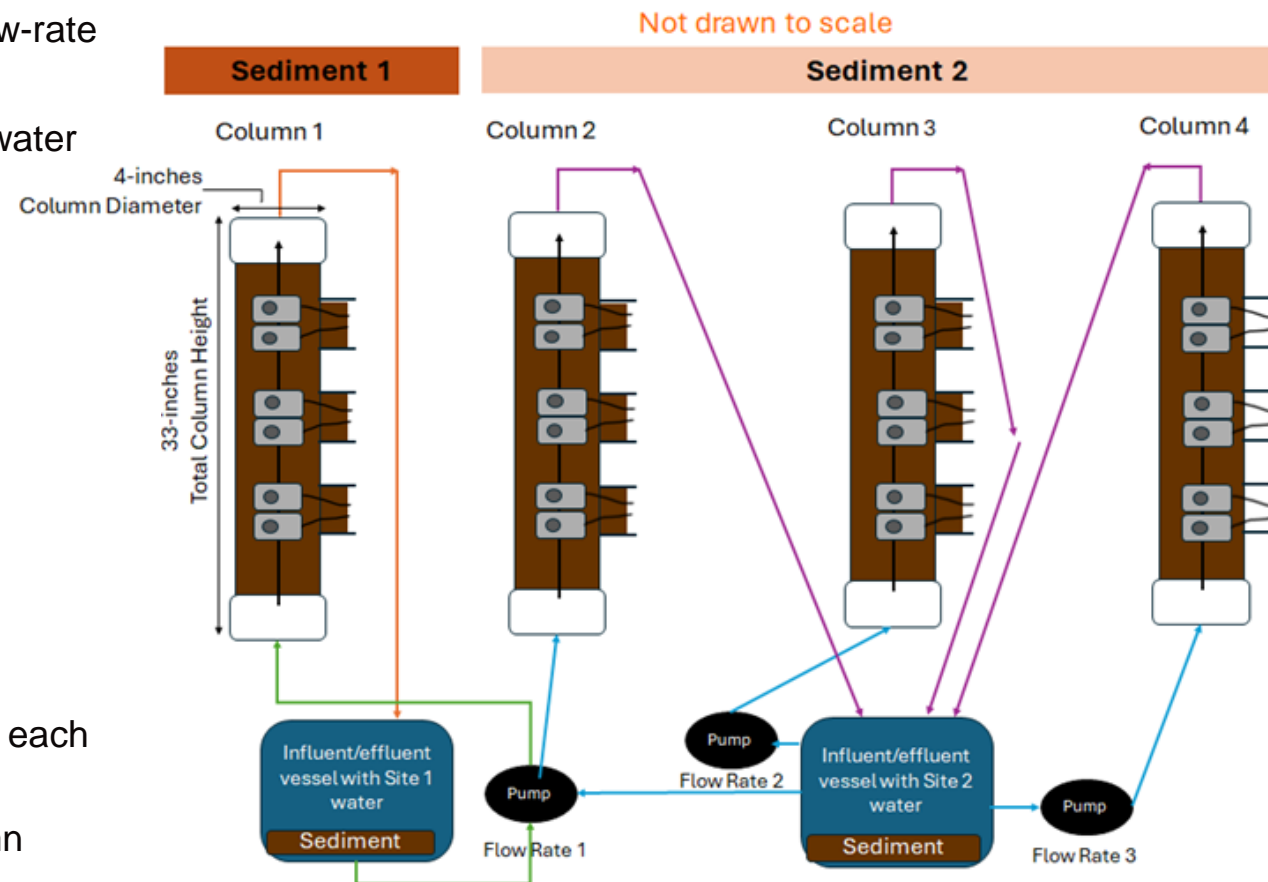 w-rate
Not drawn to scale
Sediment 1
Sediment 2
water
Column 1
Column 2
Column 3
Column 4
4-inches
Column Diameter
33-inches
Total Column Height
each
Influent/effluent
vessel with Site 1
water
Sediment
Pump
Flow Rate 1
Pump
Flow Rate 2
Influent/effluent
vessel with Site 2
water
Sediment
Pump
Flow Rate 3
n